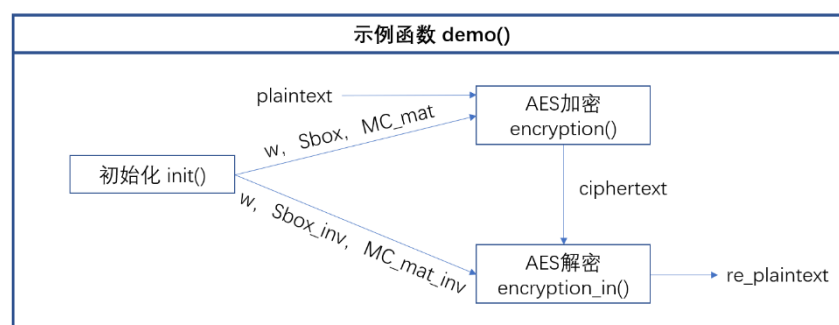 示例函数 demo()
plaintext
AES加密
encryption()
w, Sbox, MC_mat
初始化 init()
ciphertext
w, Sbox_inv, MC_mat_inv
AES解密
encryption_in()
re_plaintext